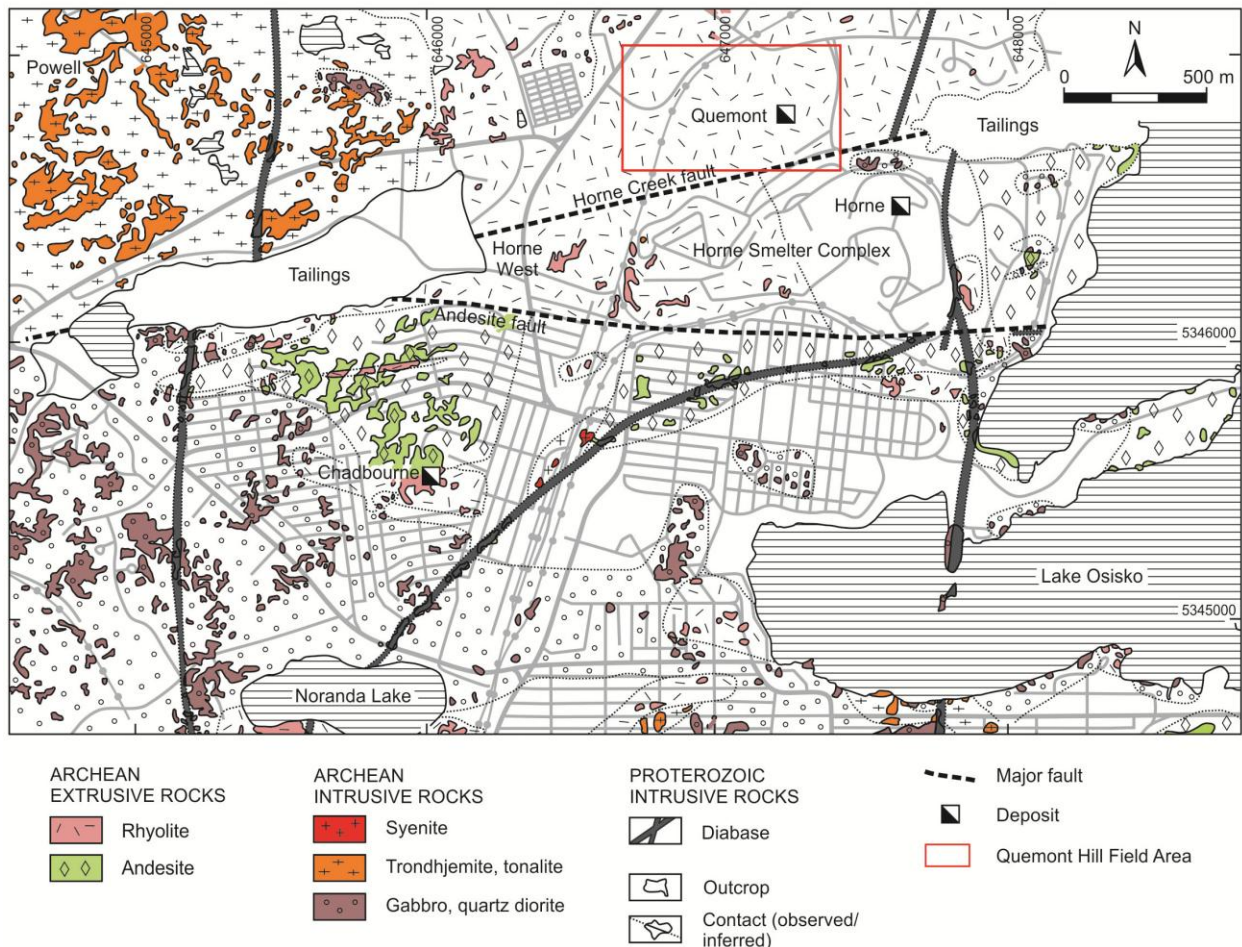 645000
646000
647000
648000
N
0
500 m
Powell
Quemont
Tailings
Horne Creek fault
Horne
Horne
West
Horne Smelter Complex
Tailings
Andesite fault
5346000
Chadbourne
Lake Osisko
5345000
Noranda Lake
ARCHEAN
EXTRUSIVE ROCKS
Rhyolite
Andesite
ARCHEAN
INTRUSIVE ROCKS
Syenite
Trondhjemite, tonalite
Gabbro, quartz diorite
PROTEROZOIC
INTRUSIVE ROCKS
Diabase
Outcrop
Contact (observed/
inferred)
Major fault
Deposit
Quemont Hill Field Area